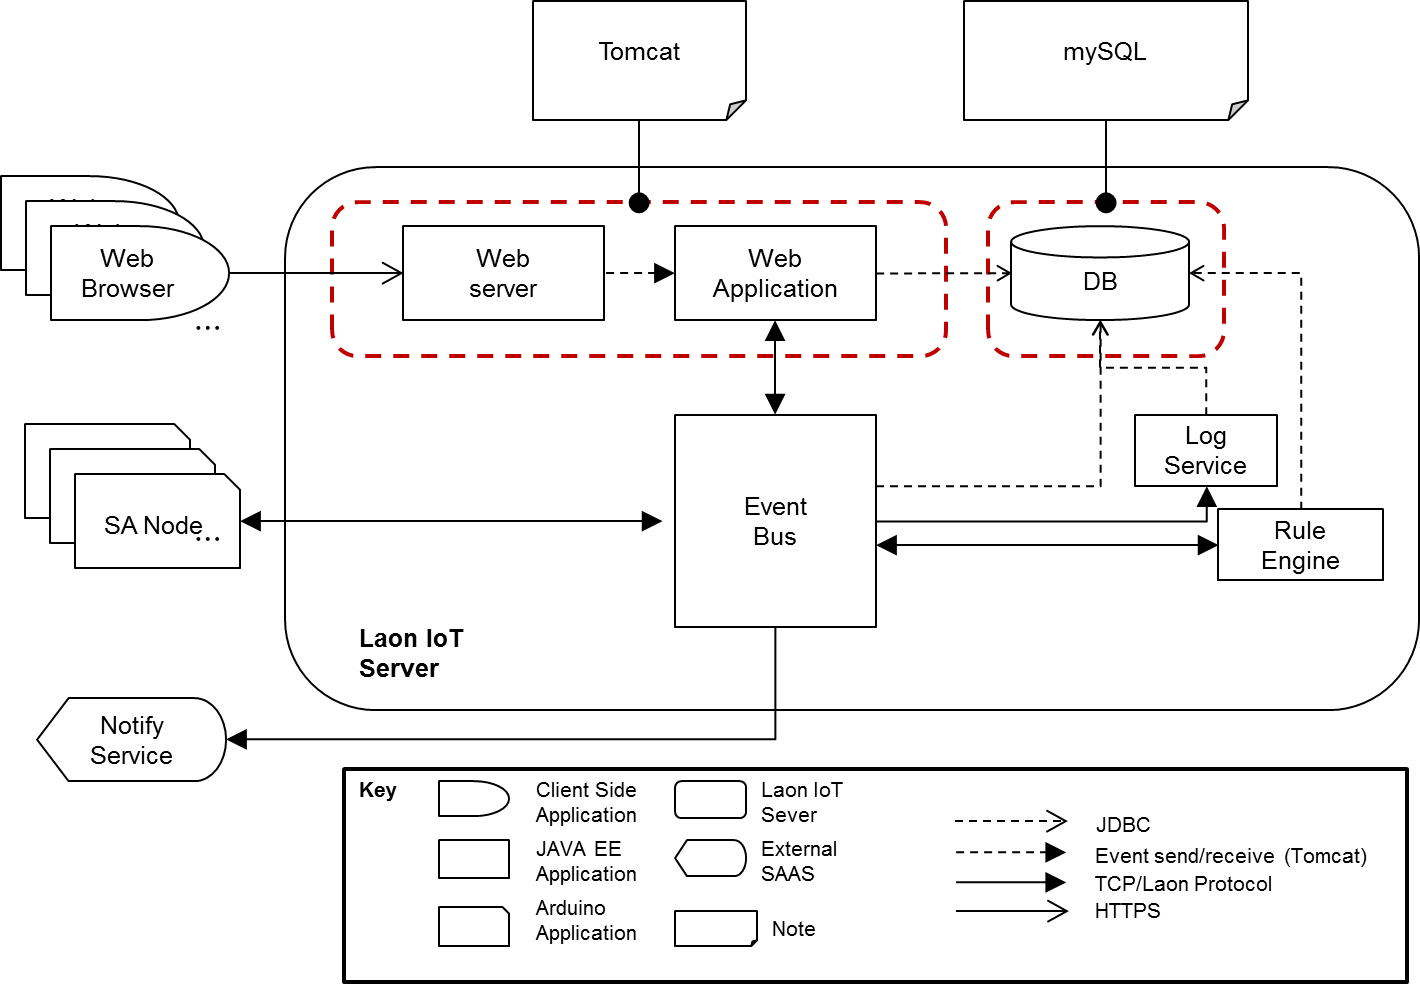 Tomcat
mySQL
Web
Browser
...
Web
server
Web
Application
DB
Log
Service
SA Node
...
Event
Bus
Rule
Engine
Laon IoT
Server
Notify
Service
Key
Client Side
Application
Laon IoT
Sever
JAVA EE
Application
External
SAAS
Arduino
Application
Note
JDBC
Event send/receive (Tomcat)
TCP/Laon Protocol
HTTPS